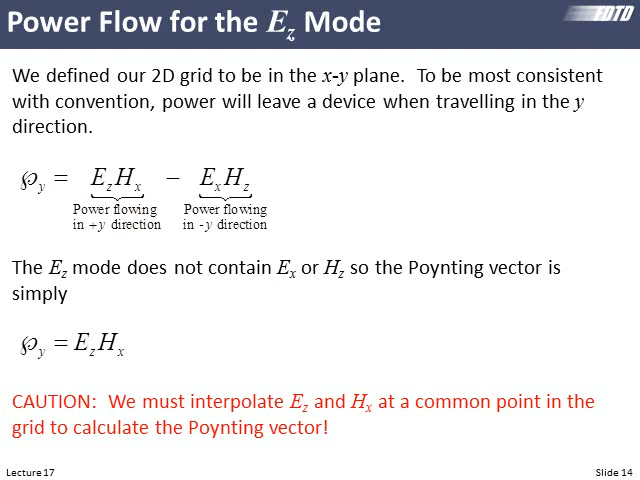 Power Flow for the E_z Mode
FDTD
We defined our 2D grid to be in the x-y plane. To be most consistent
with convention, power will leave a device when travelling in the y
direction.
℘_y = E_z H_x − E_x H_z
Power flowing in +y direction
Power flowing in -y direction
The E_z mode does not contain E_x or H_z so the Poynting vector is
simply
℘_y = E_z H_x
CAUTION: We must interpolate E_z and H_x at a common point in the
grid to calculate the Poynting vector!
Lecture 17
Slide 14